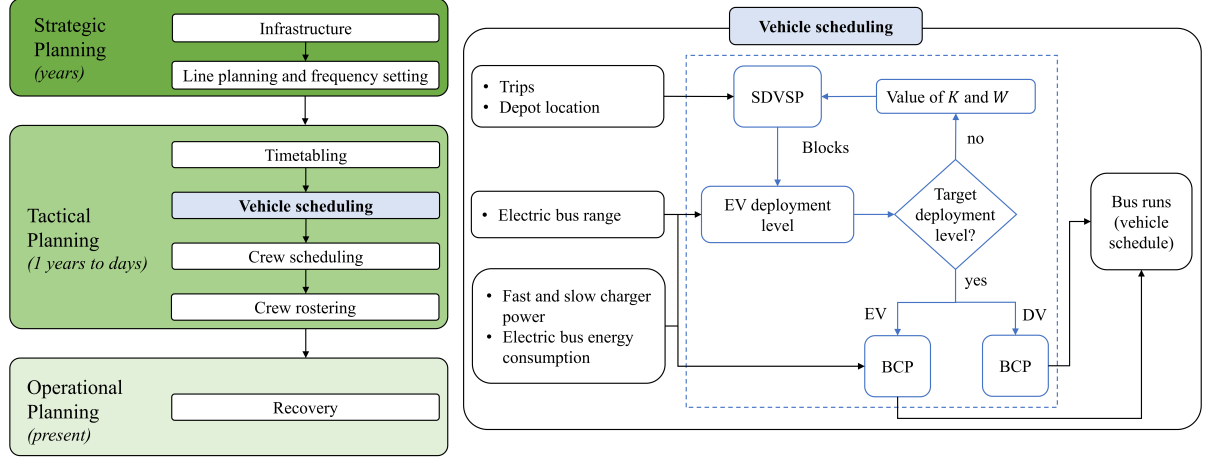 Strategic
Planning
(years)
Infrastructure
Line planning and frequency setting
Tactical
Planning
(1 years to days)
Timetabling
Vehicle scheduling
Crew scheduling
Crew rostering
Operational
Planning
(present)
Recovery
Vehicle scheduling
• Trips
• Depot location
SDVSP
Value of K and W
Blocks
no
• Electric bus range
EV deployment
level
Target
deployment
level?
Bus runs
(vehicle
schedule)
yes
• Fast and slow charger
power
• Electric bus energy
consumption
EV
DV
BCP
BCP